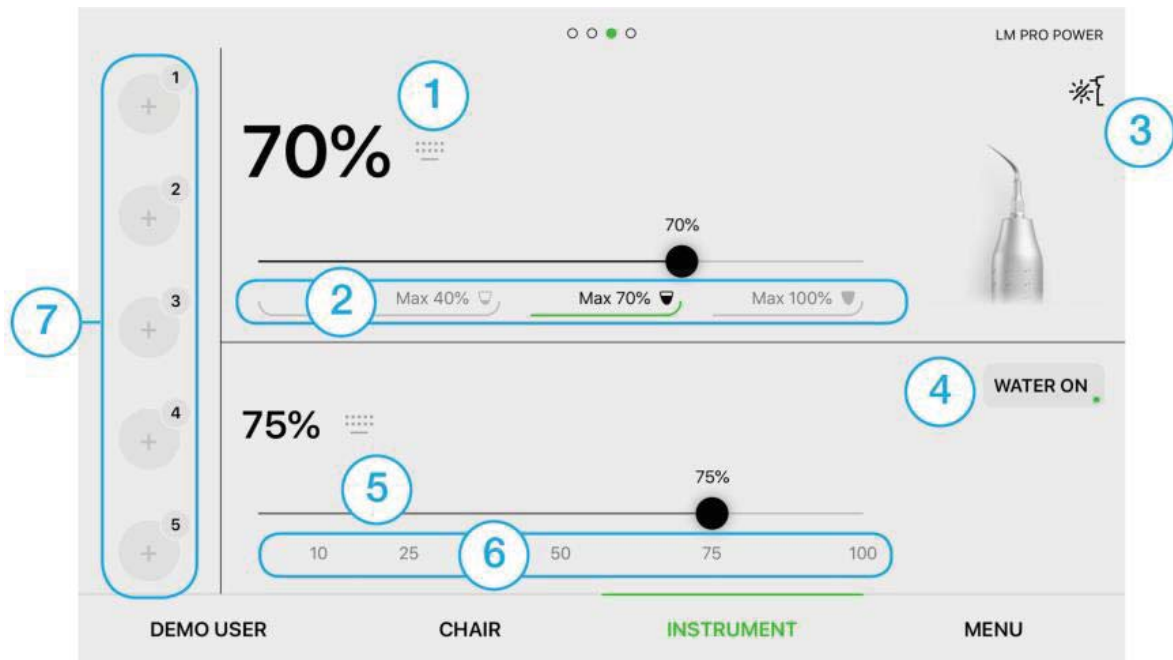 LM PRO POWER
1
1
3
70%
2
70%
3
2
Max 40%
Max 70%
Max 100%
7
4
WATER ON
4
75%
5
75%
5
6
10
25
50
75
100
DEMO USER
CHAIR
INSTRUMENT
MENU